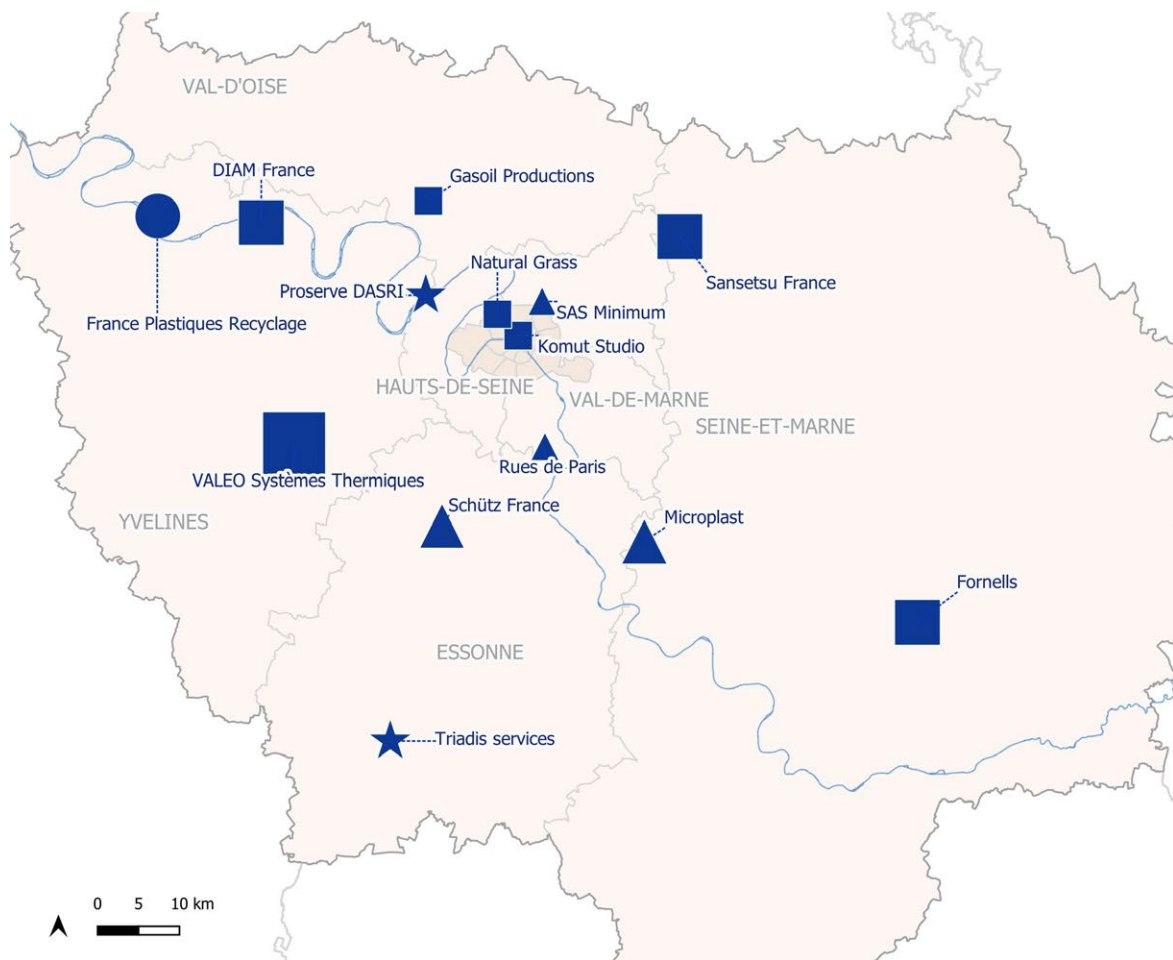 VAL-D'OISE
DIAM France
Gasoil Productions
Natural Grass
Sansetsu France
Proserve DASRI
SAS Minimum
France Plastiques Recyclage
Komut Studio
HAUTS-DE-SEINE
VAL-DE-MARNE
SEINE-ET-MARNE
Rues de Paris
VALEO Systèmes Thermiques
Schütz France
Microplast
YVELINES
Fornells
ESSONNE
Triadis services
0 5 10 km